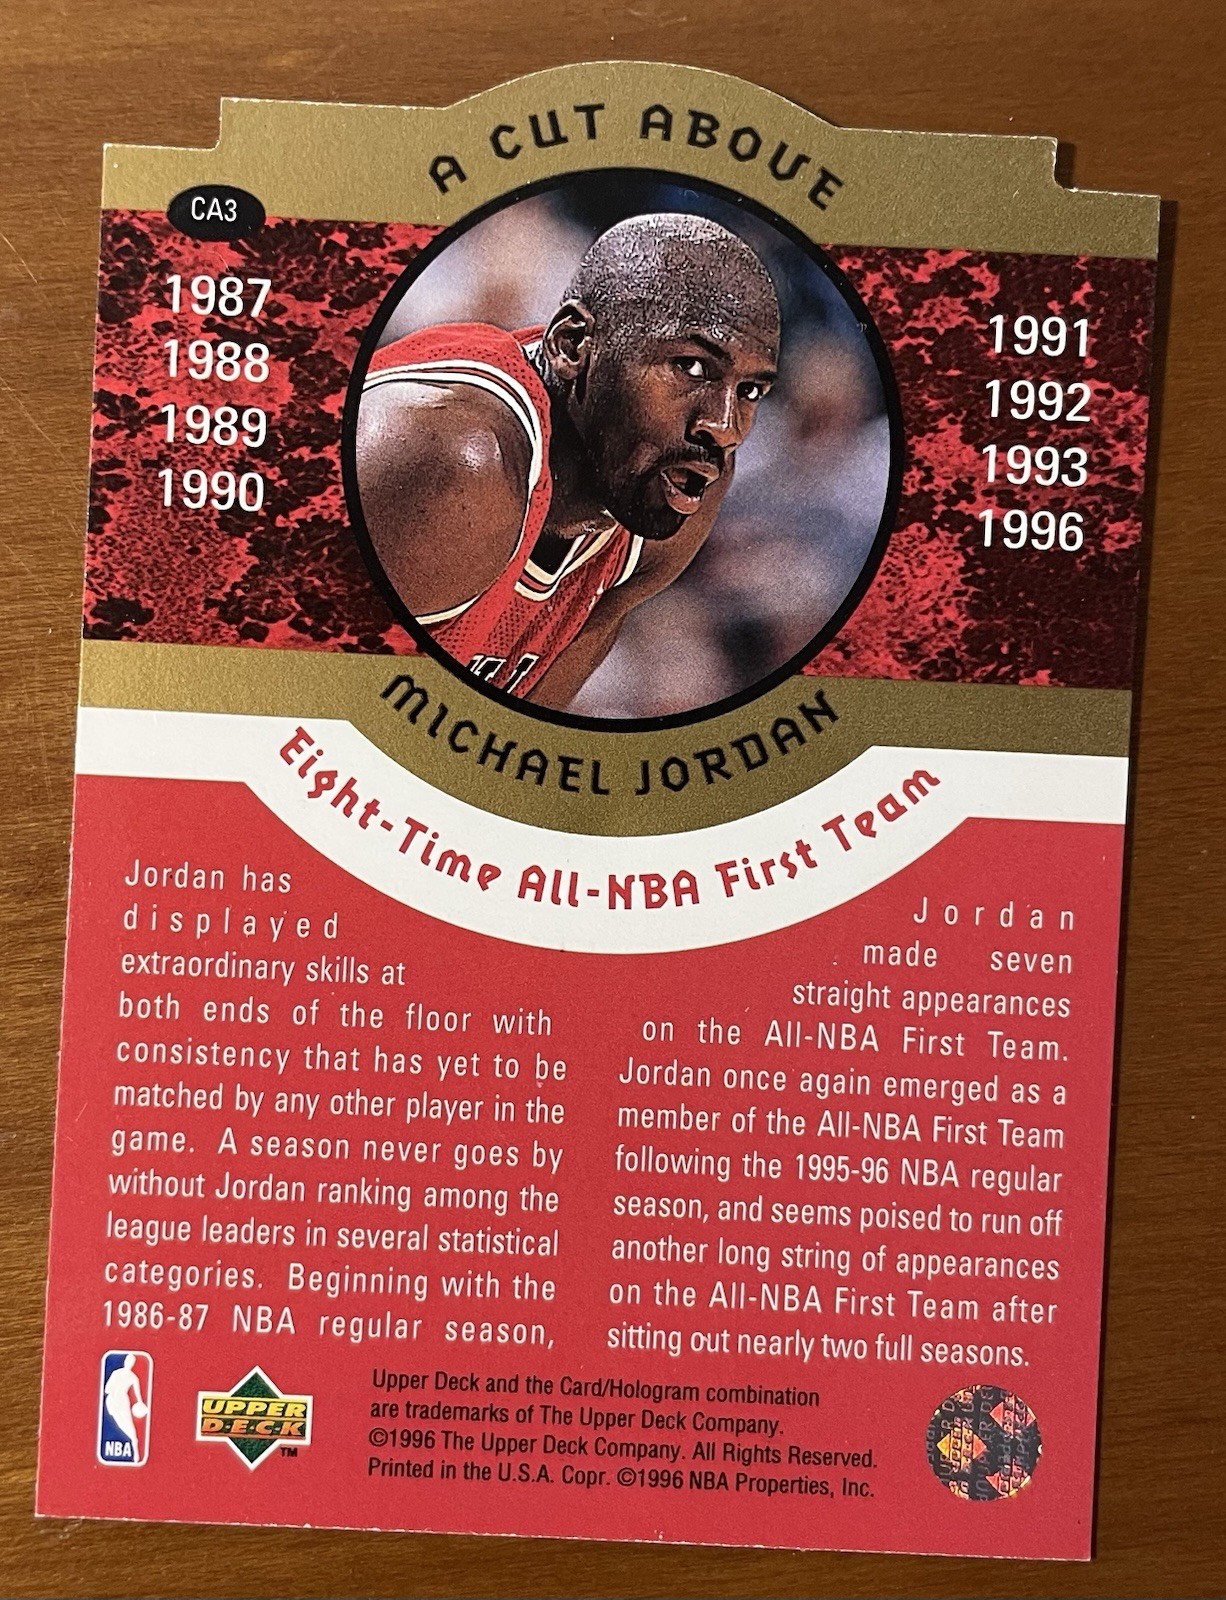 A CUT ABOVE
CA3
1987
1988
1989
1990
1991
1992
1993
1996
MICHAEL JORDAN
Eight-Time All-NBA First Team
Jordan has
displayed
extraordinary skills at
both ends of the floor with
consistency that has yet to be
matched by any other player in the
game. A season never goes by
without Jordan ranking among the
league leaders in several statistical
categories. Beginning with the
1986-87 NBA regular season,
Jordan
made seven
straight appearances
on the All-NBA First Team.
Jordan once again emerged as a
member of the All-NBA First Team
following the 1995-96 NBA regular
season, and seems poised to run off
another long string of appearances
on the All-NBA First Team after
sitting out nearly two full seasons.
NBA
UPPER
D·E·C·K
TM
Upper Deck and the Card/Hologram combination
are trademarks of The Upper Deck Company.
©1996 The Upper Deck Company. All Rights Reserved.
Printed in the U.S.A. Copr. ©1996 NBA Properties, Inc.